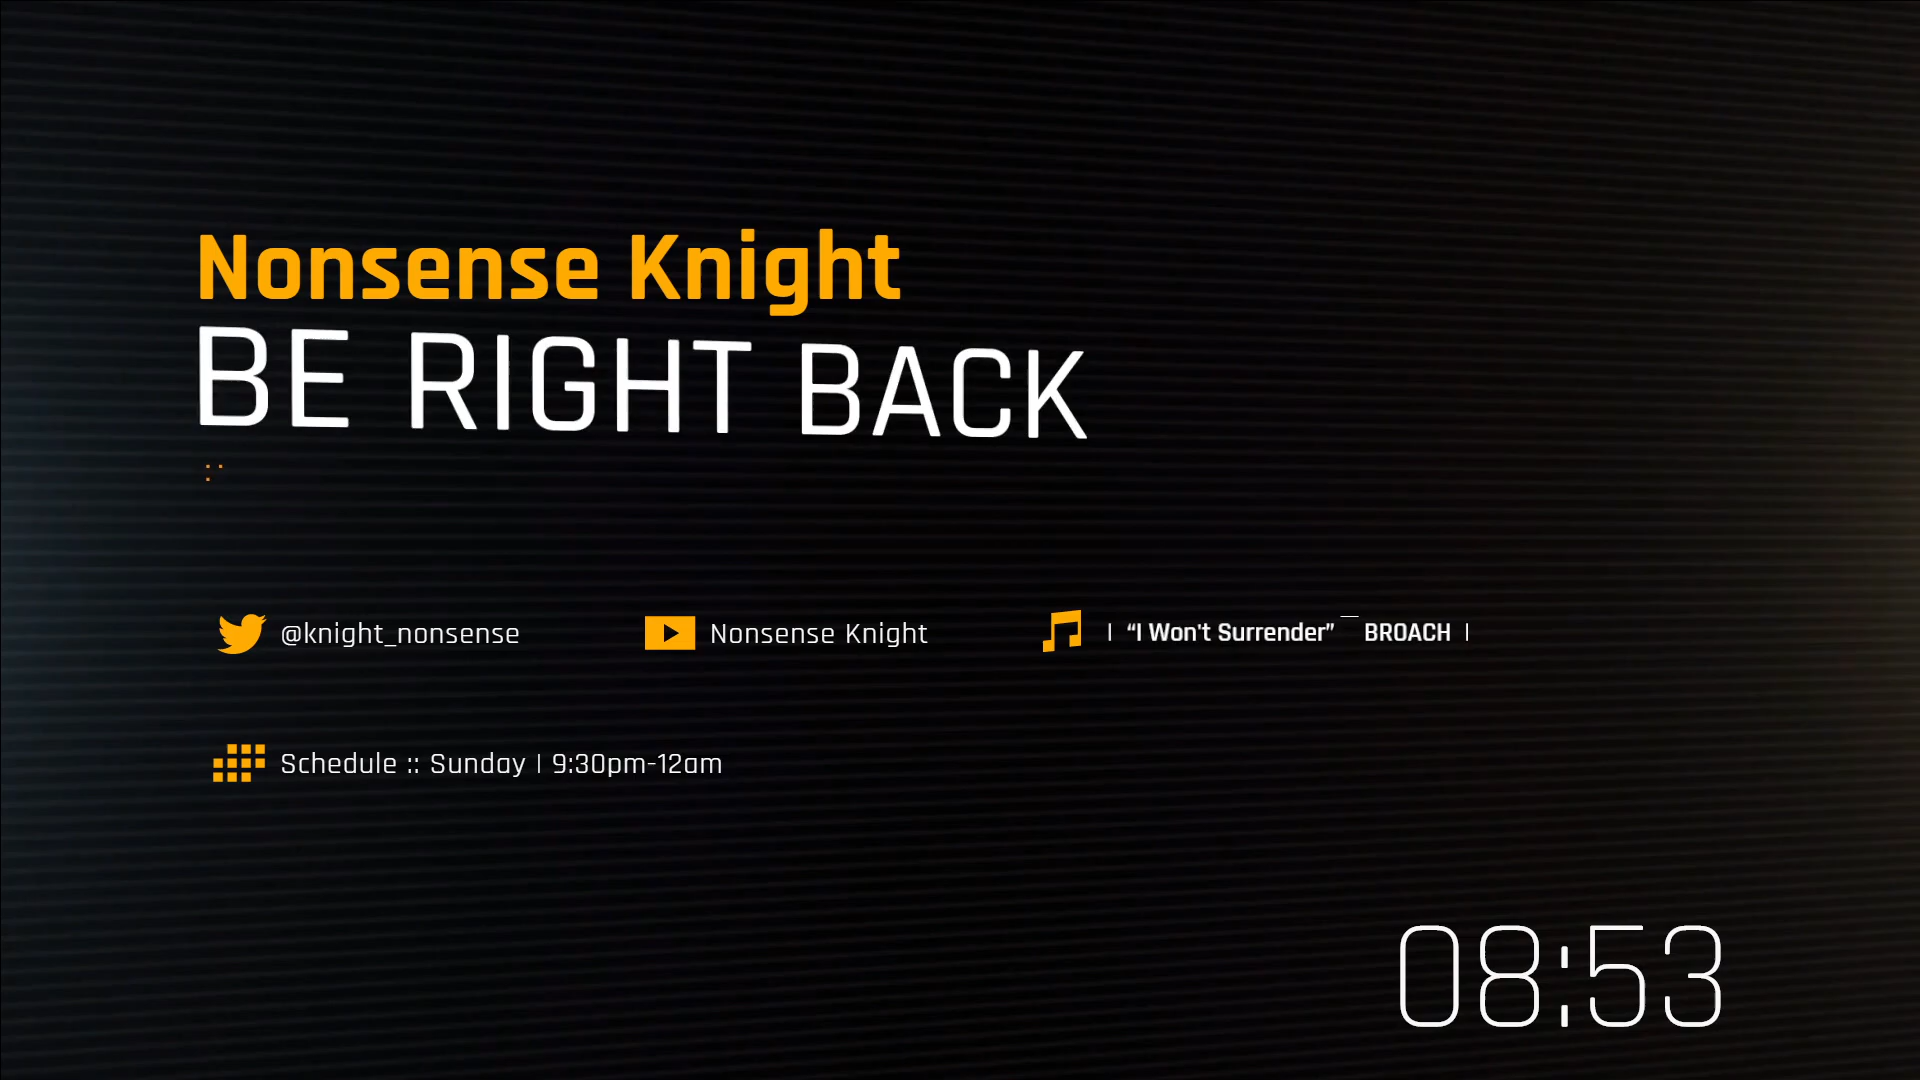 Nonsense Knight
BE RIGHT BACK
@knight_nonsense
Nonsense Knight
| “I Won't Surrender” ¯ BROACH |
Schedule :: Sunday | 9:30pm-12am
08:53